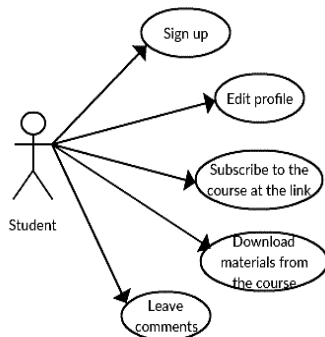 Sign up
Edit profile
Subscribe to the
course at the link
Student
Download
materials from
the course
Leave
comments